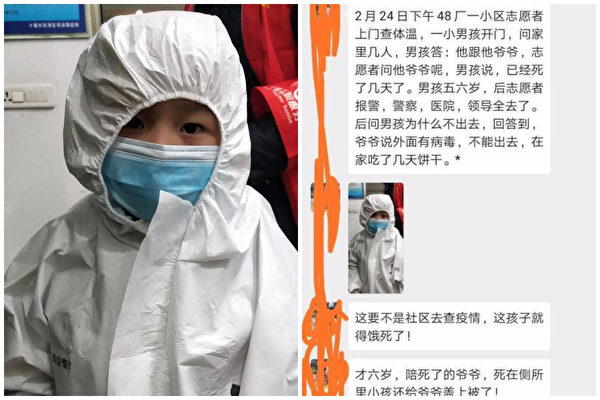 2月24日下午48厂一小区志愿者
上门查体温，一小男孩开门，问家
里几人，男孩答：他跟他爷爷，志
愿者问他爷爷呢，男孩说，已经死
了几天了。男孩五六岁，后志愿者
报警，警察，医院，领导全去了。
后问男孩为什么不出去，回答到，
爷爷说外面有病毒，不能出去，在
家吃了几天饼干。*
这要不是社区去查疫情，这孩子就
得饿死了！
才六岁，陪死了的爷爷，死在侧所
里小孩还给爷爷盖上被了！